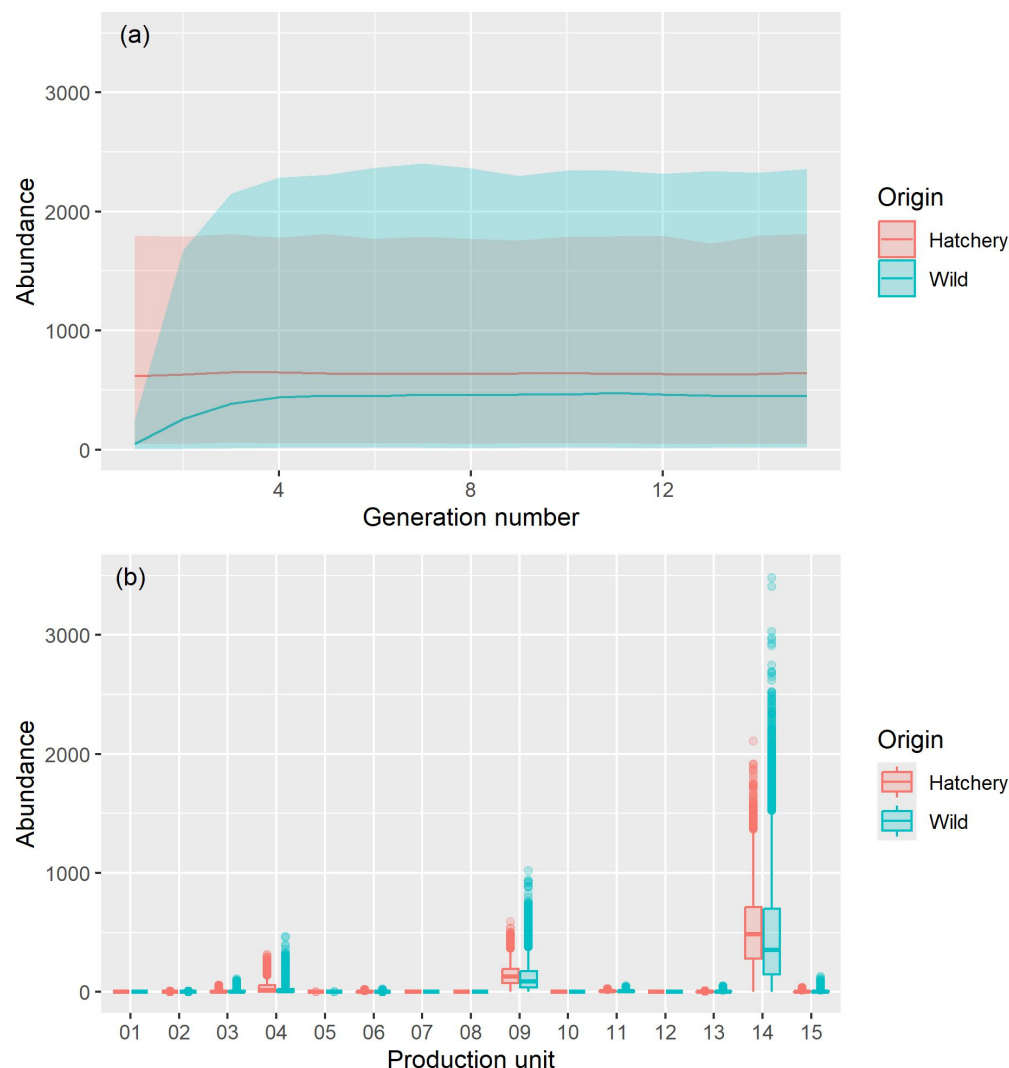 (a)
3000
2000
1000
0
Abundance
4 8 12
Generation number
Origin
Hatchery
Wild
(b)
3000
2000
1000
0
Abundance
01 02 03 04 05 06 07 08 09 10 11 12 13 14 15
Production unit
Origin
Hatchery
Wild